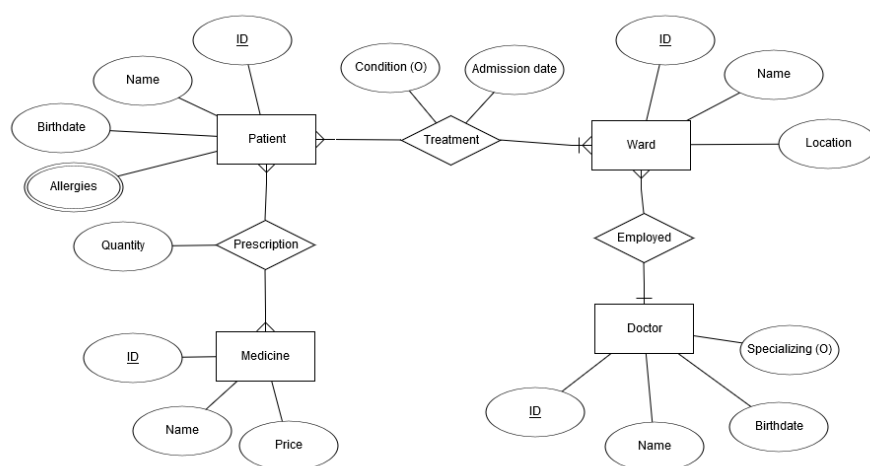 ID
ID
Condition (O)
Admission date
Name
Name
Birthdate
Patient
Treatment
Ward
Location
Allergies
Quantity
Prescription
Employed
Doctor
Specializing (O)
ID
Medicine
ID
Name
Price
Name
Birthdate